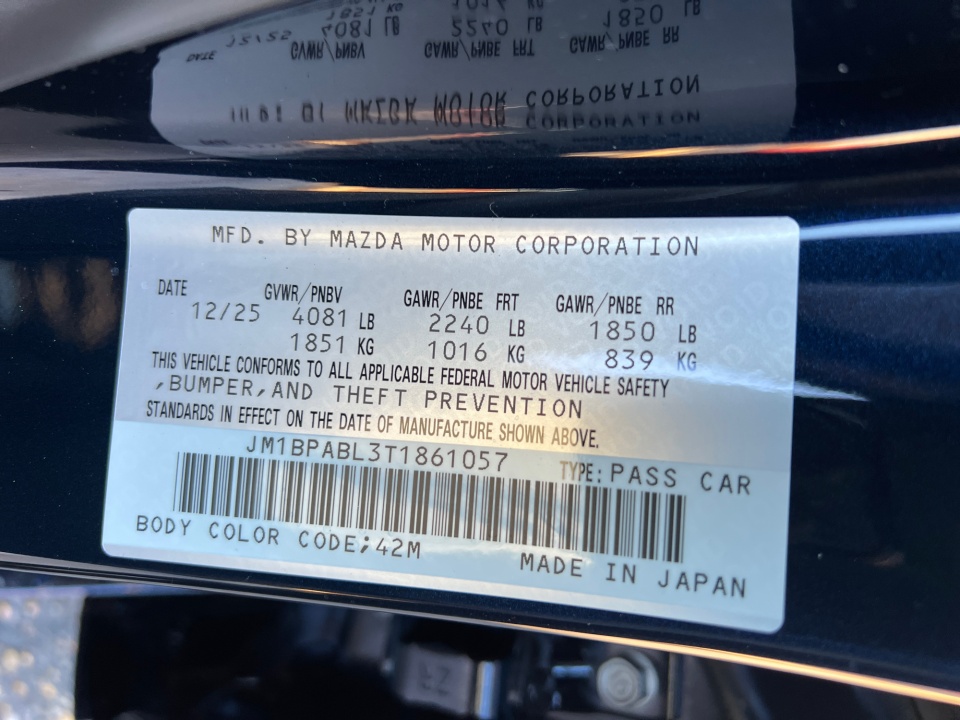 MFD. BY MAZDA MOTOR CORPORATION
DATE GVWR/PNBV GAWR/PNBE FRT GAWR/PNBE RR
12/25 4081 LB 2240 LB 1850 LB
1851 KG 1016 KG 839 KG
THIS VEHICLE CONFORMS TO ALL APPLICABLE FEDERAL MOTOR VEHICLE SAFETY
,BUMPER,AND THEFT PREVENTION
STANDARDS IN EFFECT ON THE DATE OF MANUFACTURE SHOWN ABOVE.
JM1BPABL3T1861057
TYPE: PASS CAR
BODY COLOR CODE;42M
MADE IN JAPAN